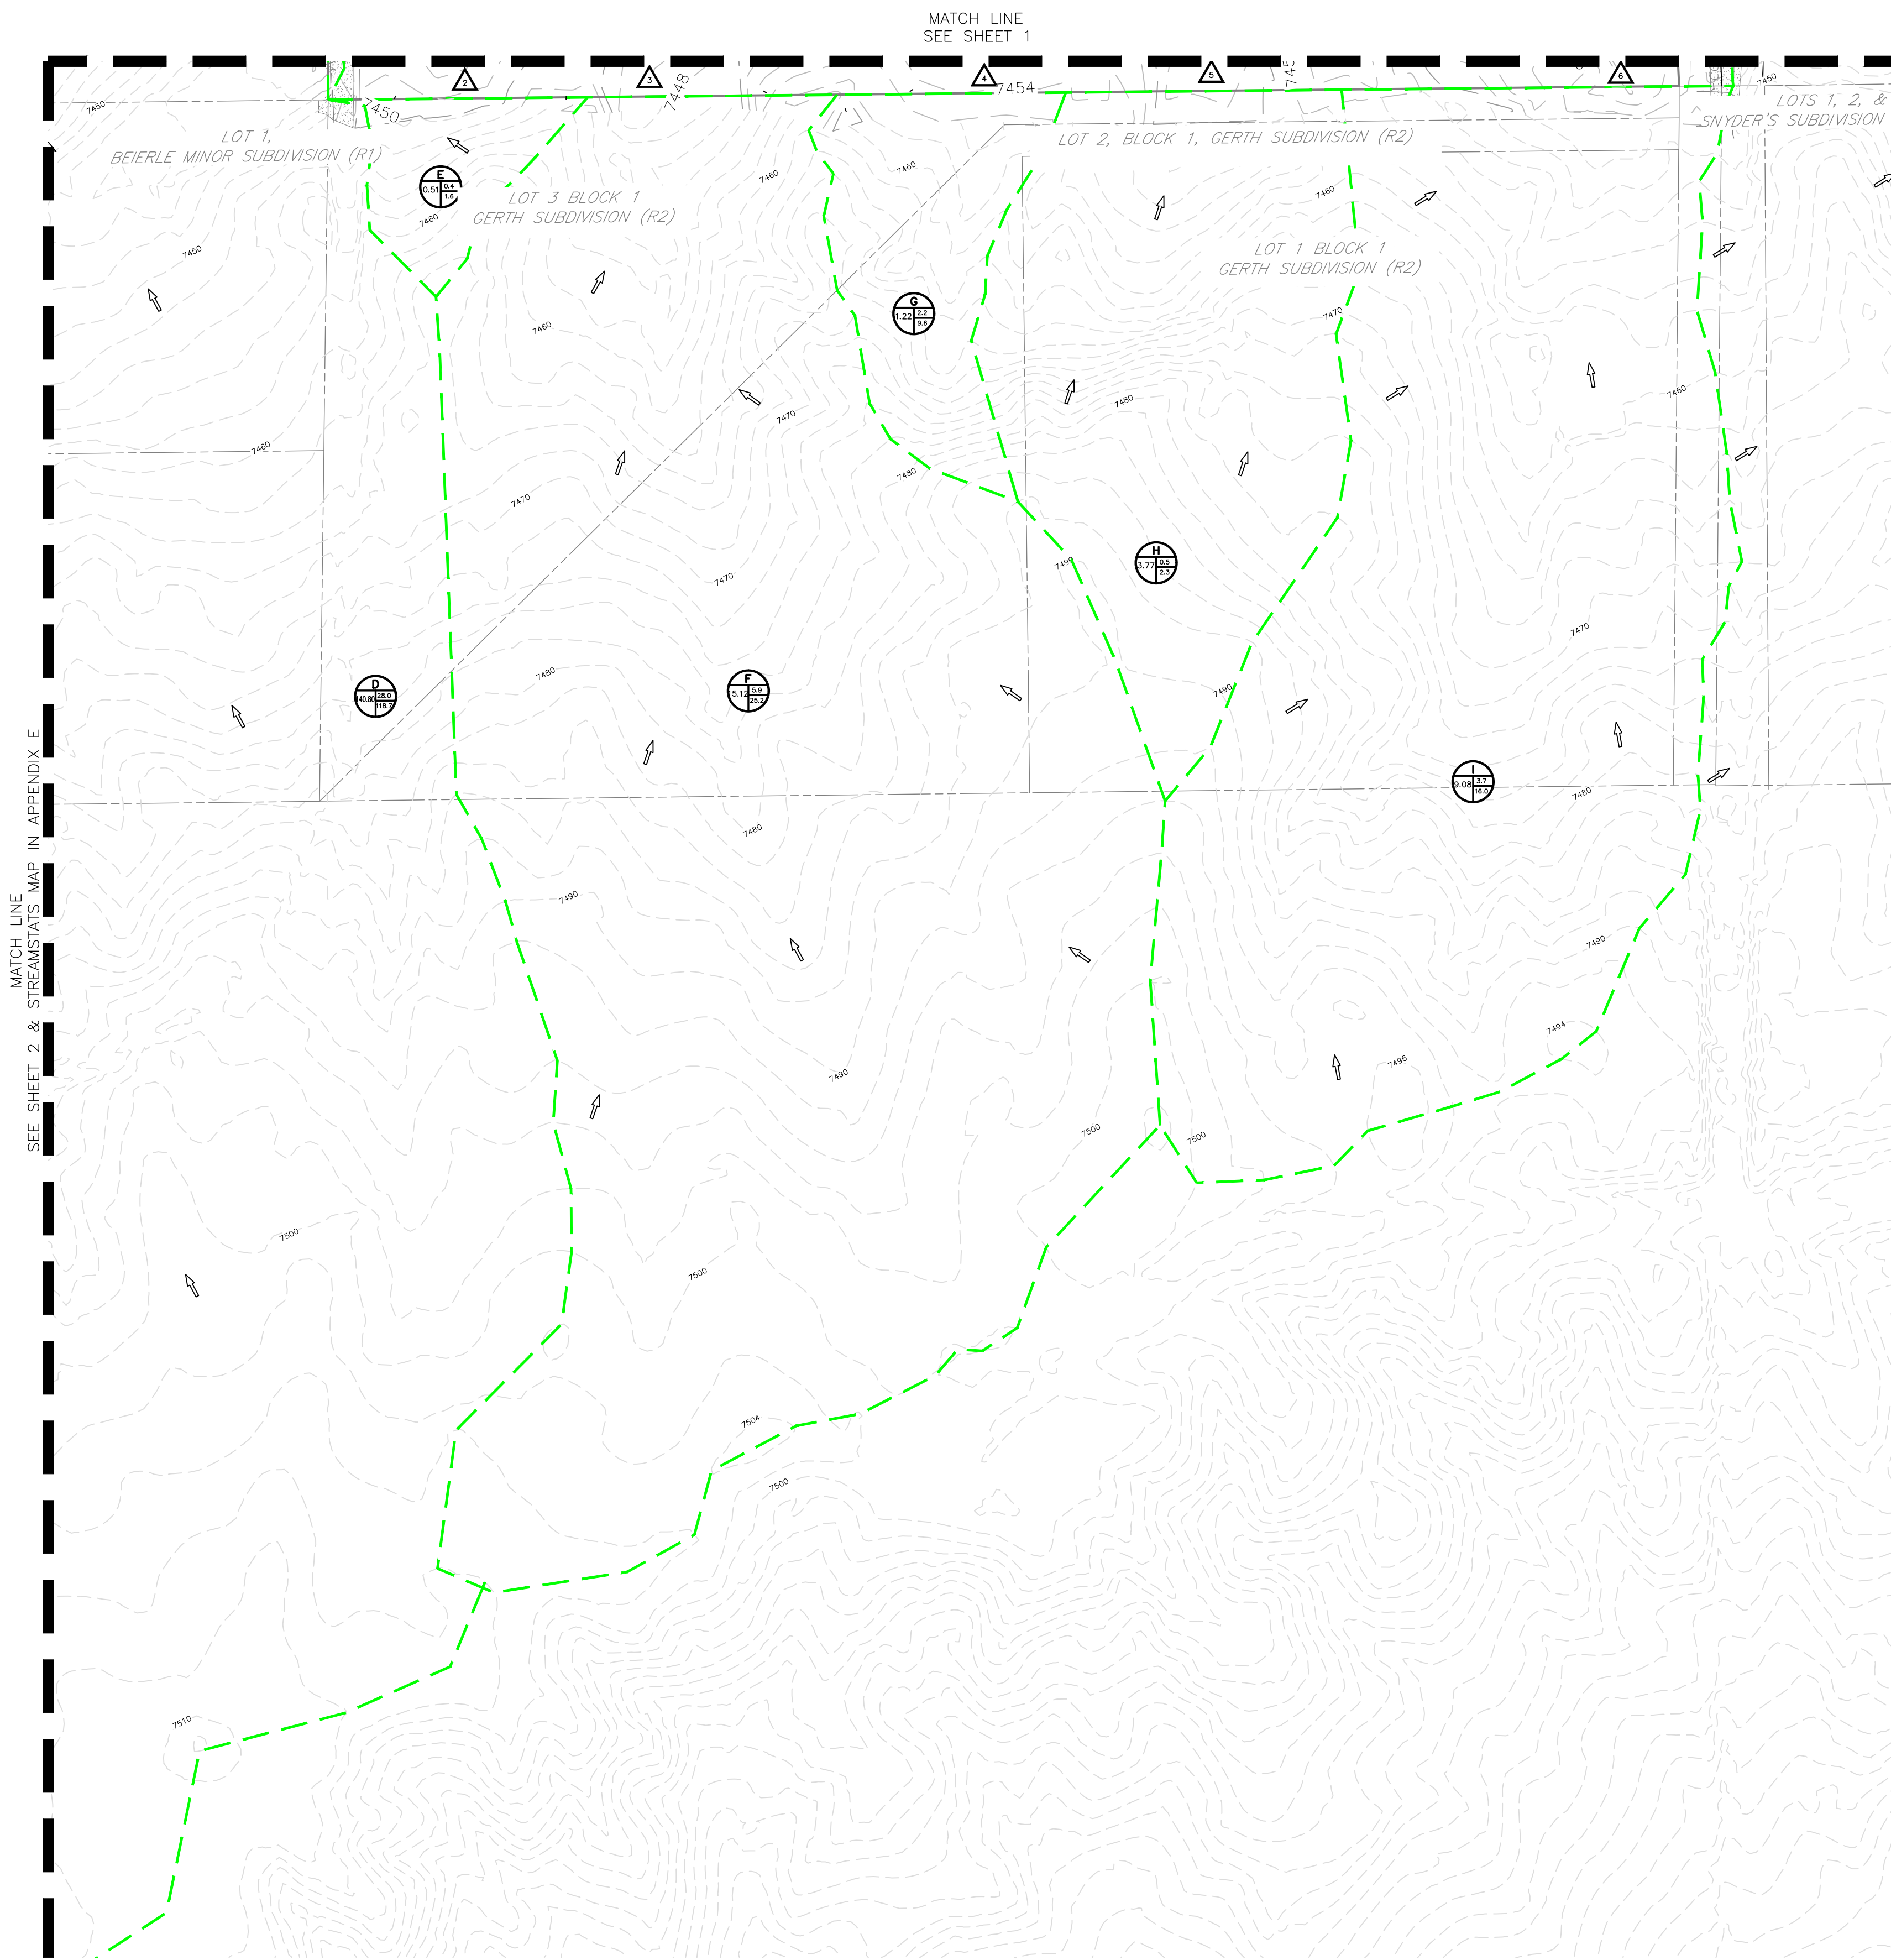 MATCH LINE
SEE SHEET 1
2
3
4
5
6
7450
7450
7448
7454
7450
LOT 1,
BEIERLE MINOR SUBDIVISION (R1)
LOT 2, BLOCK 1, GERTH SUBDIVISION (R2)
LOTS 1, 2, &
SNYDER'S SUBDIVISION
E
0.51 0.4
1.6
LOT 3 BLOCK 1
GERTH SUBDIVISION (R2)
7460
7460
7460
7460
LOT 1 BLOCK 1
GERTH SUBDIVISION (R2)
7450
G
1.22 2.2
9.6
7460
7470
7480
7460
7470
7460
7480
7470
H
3.77 0.5
2.3
7490
7470
7470
D
140.80 28.0
118.7
F
5.12 5.9
25.2
7480
7490
I
9.08 3.7
16.0
7480
7480
MATCH LINE
SEE SHEET 2 & STREAMSTATS MAP IN APPENDIX E
7490
7490
7494
7496
7490
7500
7500
7500
7500
7504
7500
7510